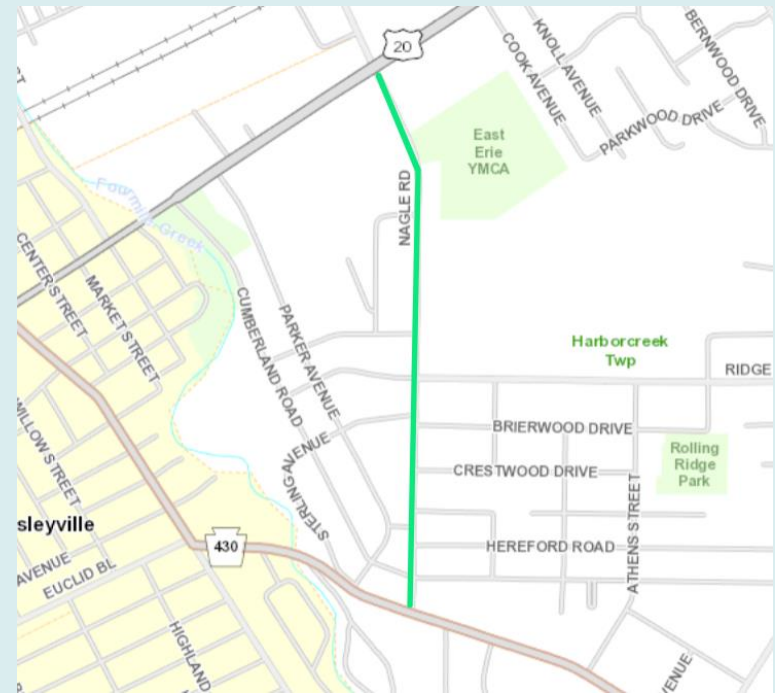 20
COOK AVENUE
KNOLL AVENUE
BERNWOOD DRIVE
PARKWOOD DRIVE
East
Erie
YMCA
Fowmill Creek
NAGLE RD
CENTER STREET
MARKET STREET
CUMBERLAND ROAD
PARKER AVENUE
Harborcreek
Twp
RIDGE
BRIERWOOD DRIVE
WILLOW STREET
STERLING AVENUE
CRESTWOOD DRIVE
Rolling
Ridge
Park
sleyville
430
HEREFORD ROAD
ATHENS STREET
AVENUE
EUCLID BL
HIGHLAND
VENUE